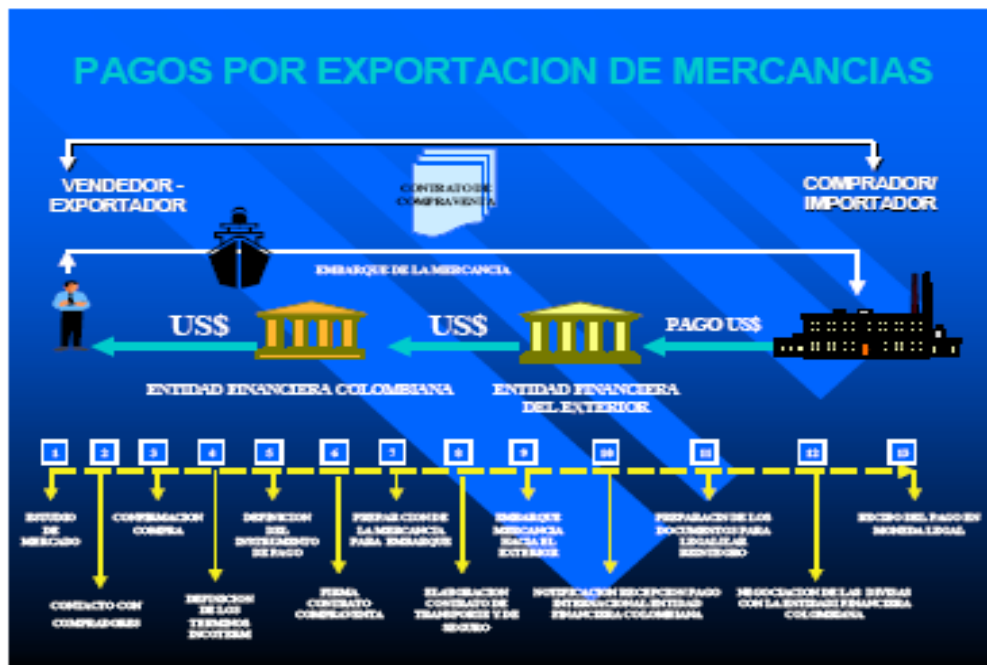 PAGOS POR EXPORTACION DE MERCANCIAS
VENDEDOR -
EXPORTADOR
CONTRATO DE
COMPRAVENTA
COMPRADOR/
IMPORTADOR
EMBARQUE DE LA MERCANCIA
US$
US$
PAGO US$
ENTIDAD FINANCIERA COLOMBIANA
ENTIDAD FINANCIERA
DEL EXTERIOR
1
2
3
4
5
6
7
8
9
10
11
12
13
ESTUDIO
DE
MERCADO
CONFIRMACION
COMPRA
DEFINICION
DEL
INSTRUMENTO
DE PAGO
PREPARCION DE
LA MERCANCIA
PARA EMBARQUE
EMBARQUE
MERCANCIA
HACIA EL
EXTERIOR
PREPARACIN DE LOS
DOCUMENTOS PARA
LEGALIZAR
REINTEGRO
RECIBO DEL PAGO EN
MONEDA LEGAL
CONTACTO CON
COMPRADORES
DEFINICION
DE LOS
TERMINOS
INCOTERM
FIRMA
CONTRATO
COMPRAVENTA
ELABORACION
CONTRATO DE
TRANSPORTE Y DE
SEGURO
NOTIFICACION RECEPCION PAGO
INTERNACIONAL ENTIDAD
FINANCIERA COLOMBIANA
NEGOCIACION DE LAS DIVISAS
CON LA ENTIDAD FINANCIERA
COLOMBIANA